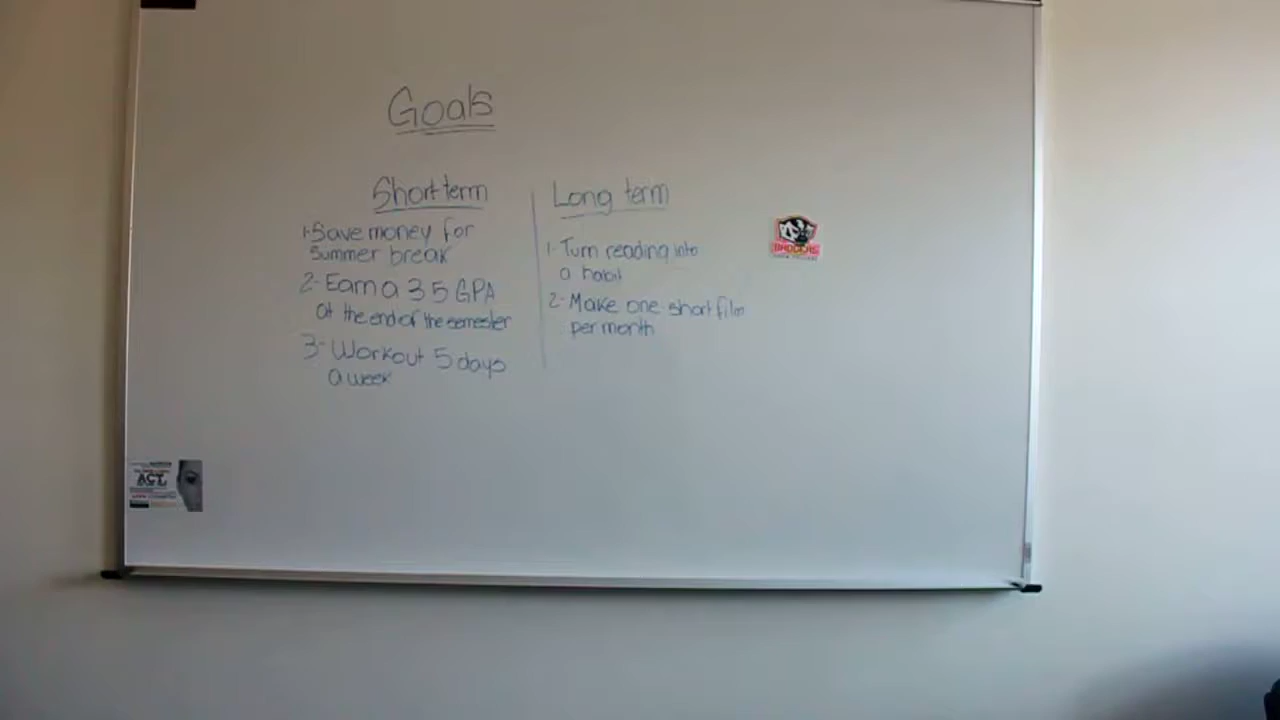 Goals
Short term
1-Save money for
summer break
2-Earn a 3.5 GPA
at the end of the semester
3-Workout 5 days
a week
Long term
1-Turn reading into
a habit
2-Make one short film
per month
BADGERS
ACT